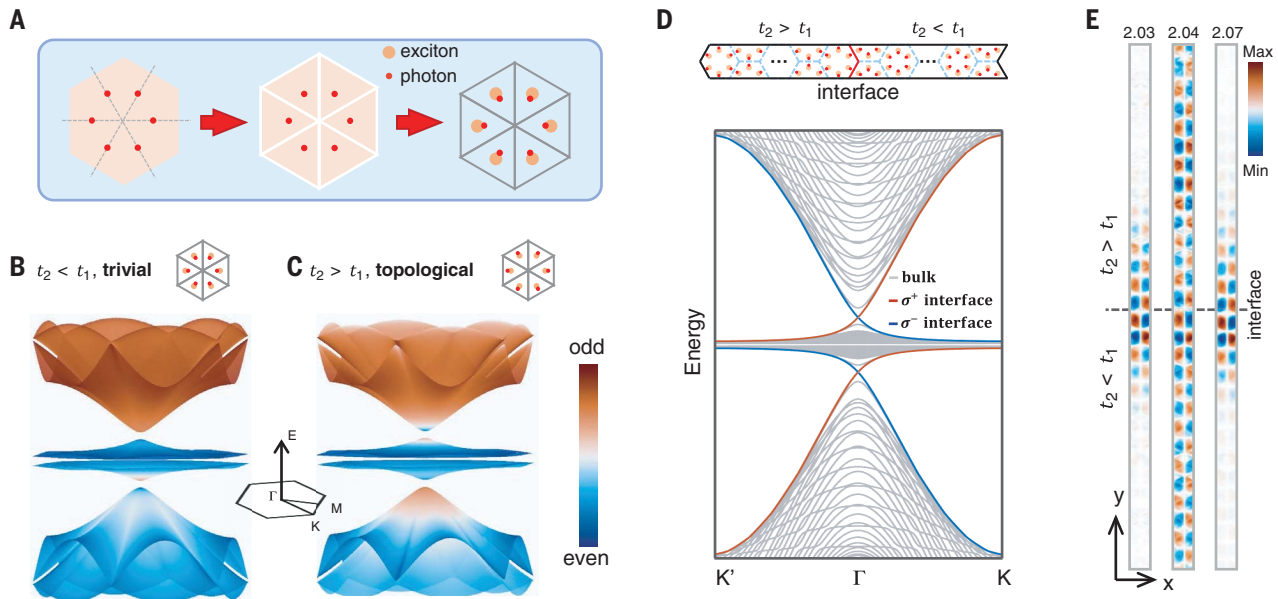 A
exciton
photon
B t₂ < t₁, trivial
C t₂ > t₁, topological
odd
even
E
Γ
M
K
D
t₂ > t₁ t₂ < t₁
... ...
interface
Energy
bulk
σ⁺ interface
σ⁻ interface
K' Γ K
E
2.03 2.04 2.07
Max
Min
t₂ > t₁
interface
t₂ < t₁
y
x